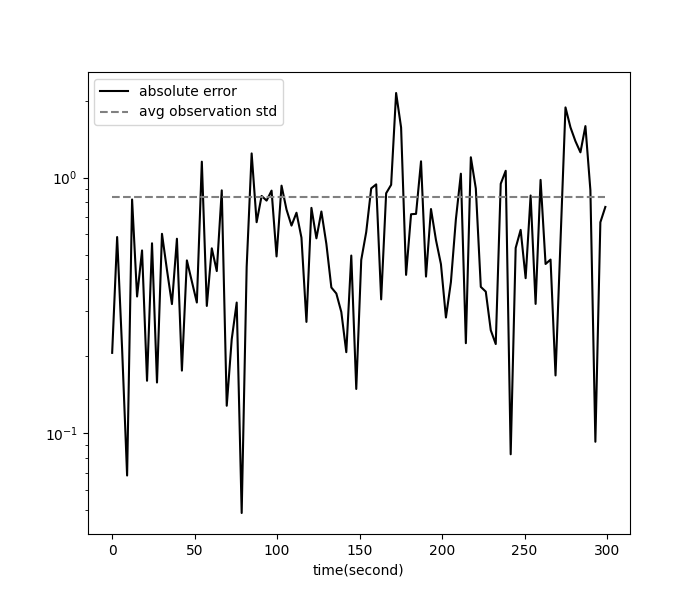 absolute error
avg observation std
10⁰
10⁻¹
0 50 100 150 200 250 300
time(second)